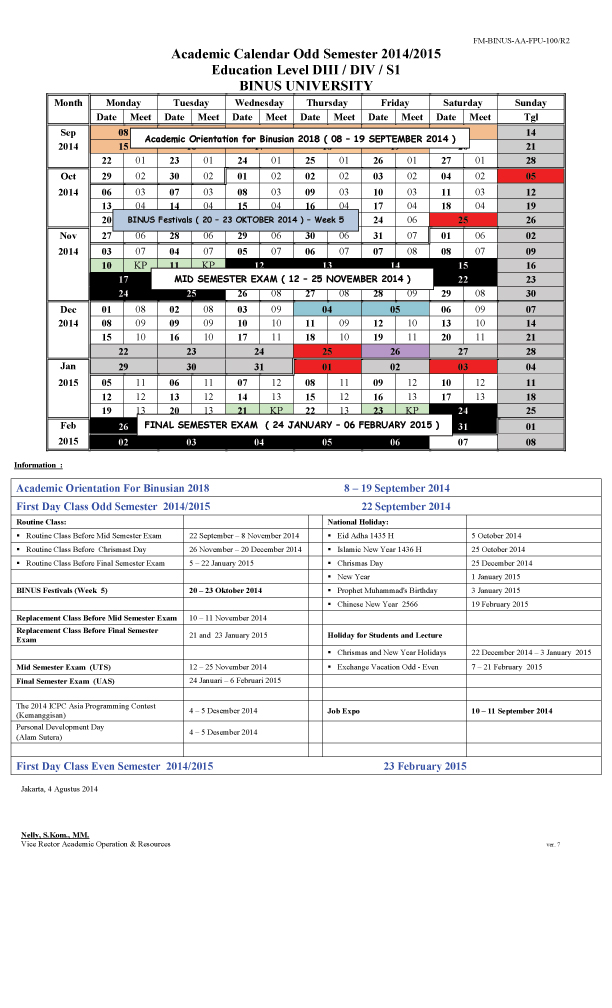 FM-BINUS-AA-FPU-100/R2
Academic Calendar Odd Semester 2014/2015
Education Level DIII / DIV / S1
BINUS UNIVERSITY
Month Monday Tuesday Wednesday Thursday Friday Saturday Sunday
Date Meet Date Meet Date Meet Date Meet Date Meet Date Meet Tgl
Sep 08 14
Academic Orientation for Binusian 2018 ( 08 – 19 SEPTEMBER 2014 )
2014 15 21
22 01 23 01 24 01 25 01 26 01 27 01 28
Oct 29 02 30 02 01 02 02 02 03 02 04 02 05
2014 06 03 07 03 08 03 09 03 10 03 11 03 12
13 04 14 04 15 04 16 04 17 04 18 04 19
20 BINUS Festivals ( 20 – 23 OKTOBER 2014 ) – Week 5 24 06 25 26
Nov 27 06 28 06 29 06 30 06 31 07 01 06 02
2014 03 07 04 07 05 07 06 07 07 08 08 07 09
10 KP 11 KP 12 13 14 15 16
17 MID SEMESTER EXAM ( 12 – 25 NOVEMBER 2014 ) 22 23
24 25 26 08 27 08 28 09 29 08 30
Dec 01 08 02 08 03 09 04 05 06 09 07
2014 08 09 09 09 10 10 11 09 12 10 13 10 14
15 10 16 10 17 11 18 10 19 11 20 11 21
22 23 24 25 26 27 28
Jan 29 30 31 01 02 03 04
2015 05 11 06 11 07 12 08 11 09 12 10 12 11
12 12 13 12 14 13 15 12 16 13 17 13 18
19 13 20 13 21 KP 22 13 23 KP 24 25
Feb 26 FINAL SEMESTER EXAM ( 24 JANUARY – 06 FEBRUARY 2015 ) 31 01
2015 02 03 04 05 06 07 08
Information :
Academic Orientation For Binusian 2018 8 – 19 September 2014
First Day Class Odd Semester 2014/2015 22 September 2014
Routine Class: National Holiday:
▪ Routine Class Before Mid Semester Exam 22 September – 8 November 2014 ▪ Eid Adha 1435 H 5 October 2014
▪ Routine Class Before Chrismast Day 26 November – 20 December 2014 ▪ Islamic New Year 1436 H 25 October 2014
▪ Routine Class Before Final Semester Exam 5 – 22 January 2015 ▪ Chrismas Day 25 December 2014
▪ New Year 1 January 2015
BINUS Festivals (Week 5) 20 – 23 Oktober 2014 ▪ Prophet Muhammad's Birthday 3 January 2015
▪ Chinese New Year 2566 19 February 2015
Replacement Class Before Mid Semester Exam 10 – 11 November 2014
Replacement Class Before Final Semester
Exam 21 and 23 January 2015 Holiday for Students and Lecture
▪ Chrismas and New Year Holidays 22 December 2014 – 3 January 2015
Mid Semester Exam (UTS) 12 – 25 November 2014 ▪ Exchange Vacation Odd - Even 7 – 21 February 2015
Final Semester Exam (UAS) 24 Januari – 6 Februari 2015
The 2014 ICPC Asia Programming Contest
(Kemanggisan) 4 – 5 Desember 2014 Job Expo 10 – 11 September 2014
Personal Development Day
(Alam Sutera) 4 – 5 Desember 2014
First Day Class Even Semester 2014/2015 23 February 2015
Jakarta, 4 Agustus 2014
Nelly, S.Kom., MM.
Vice Rector Academic Operation & Resources ver. 7